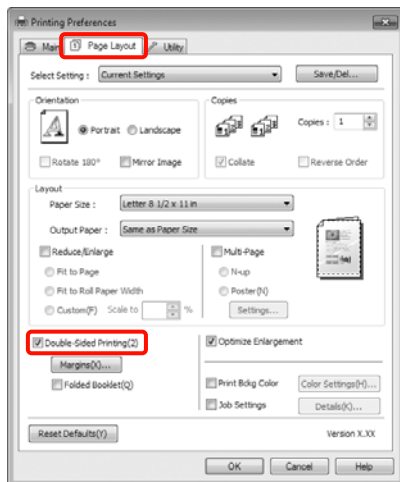 Printing Preferences
Main Page Layout Utility
Select Setting : Current Settings Save/Del...
Orientation Copies
Portrait Landscape Copies : 1
Rotate 180° Mirror Image Collate Reverse Order
Layout
Paper Size : Letter 8 1/2 x 11 in
Output Paper : Same as Paper Size
Reduce/Enlarge Multi-Page
Fit to Page N-up
Fit to Roll Paper Width Poster(N)
Custom(F) Scale to % Settings...
Double-Sided Printing(2) Optimize Enlargement
Margins(X)...
Folded Booklet(Q) Print Bckg Color Color Settings(H)...
Job Settings Details(K)...
Reset Defaults(Y) Version X.XX
OK Cancel Help